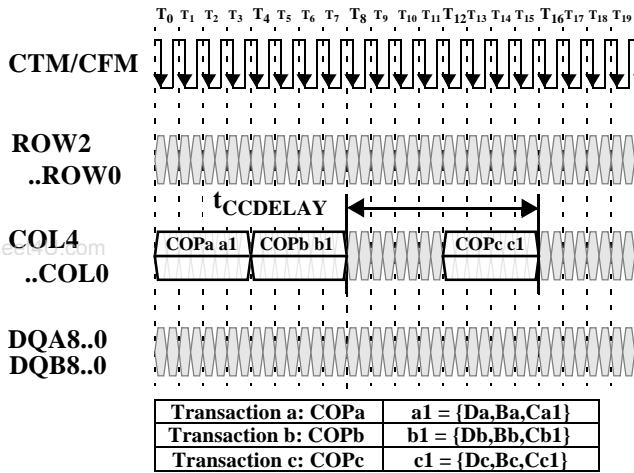 T0 T1 T2 T3 T4 T5 T6 T7 T8 T9 T10 T11 T12 T13 T14 T15 T16 T17 T18 T19
CTM/CFM
ROW2
..ROW0
tCCDELAY
COL4
..COL0
COPa a1 COPb b1 COPc c1
DQA8..0
DQB8..0
Transaction a: COPa a1 = {Da,Ba,Ca1}
Transaction b: COPb b1 = {Db,Bb,Cb1}
Transaction c: COPc c1 = {Dc,Bc,Cc1}